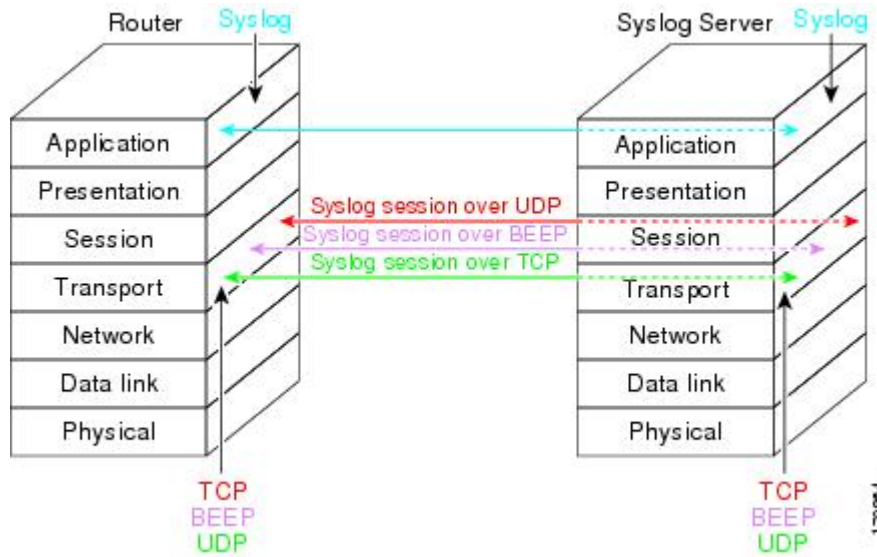 Router Syslog
Syslog Server Syslog
Application
Presentation
Session
Transport
Network
Data link
Physical
Syslog session over UDP
Syslog session over BEEP
Syslog session over TCP
Application
Presentation
Session
Transport
Network
Data link
Physical
TCP
BEEP
UDP
TCP
BEEP
UDP